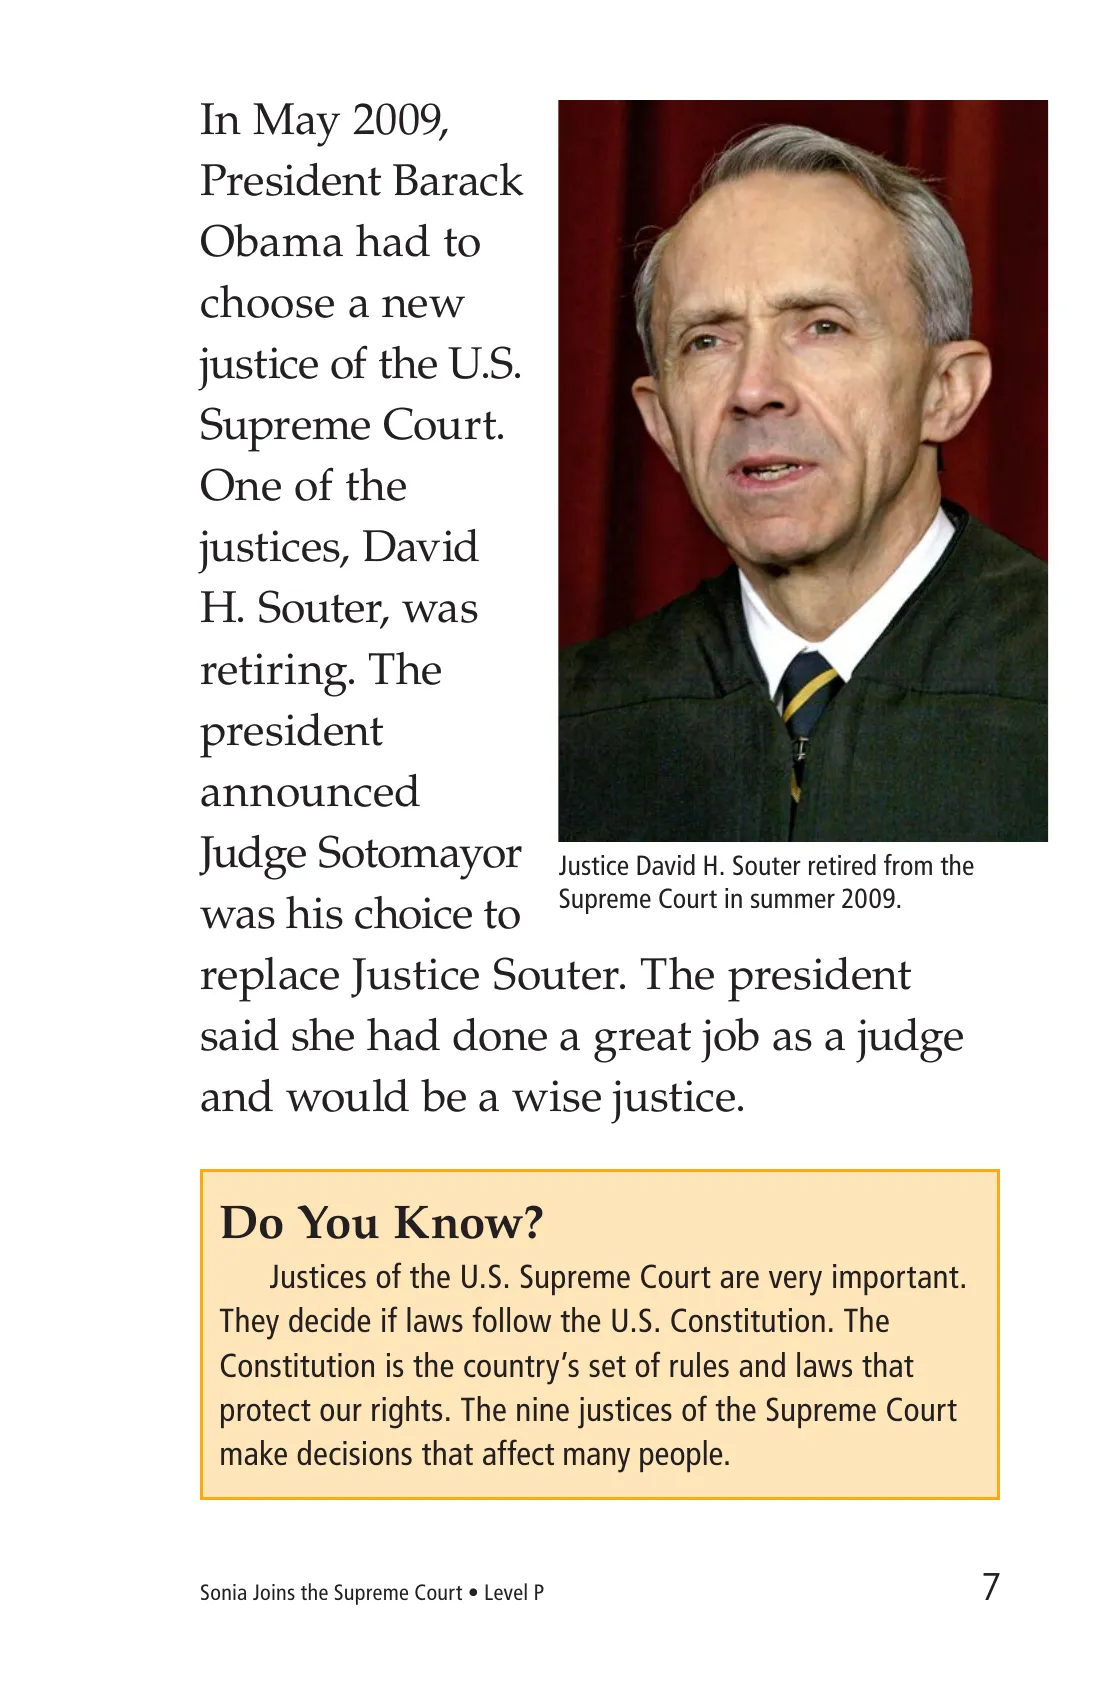 In May 2009,
President Barack
Obama had to
choose a new
justice of the U.S.
Supreme Court.
One of the
justices, David
H. Souter, was
retiring. The
president
announced
Judge Sotomayor
was his choice to
replace Justice Souter. The president
said she had done a great job as a judge
and would be a wise justice.
Justice David H. Souter retired from the
Supreme Court in summer 2009.
Do You Know?
Justices of the U.S. Supreme Court are very important.
They decide if laws follow the U.S. Constitution. The
Constitution is the country’s set of rules and laws that
protect our rights. The nine justices of the Supreme Court
make decisions that affect many people.
Sonia Joins the Supreme Court • Level P
7